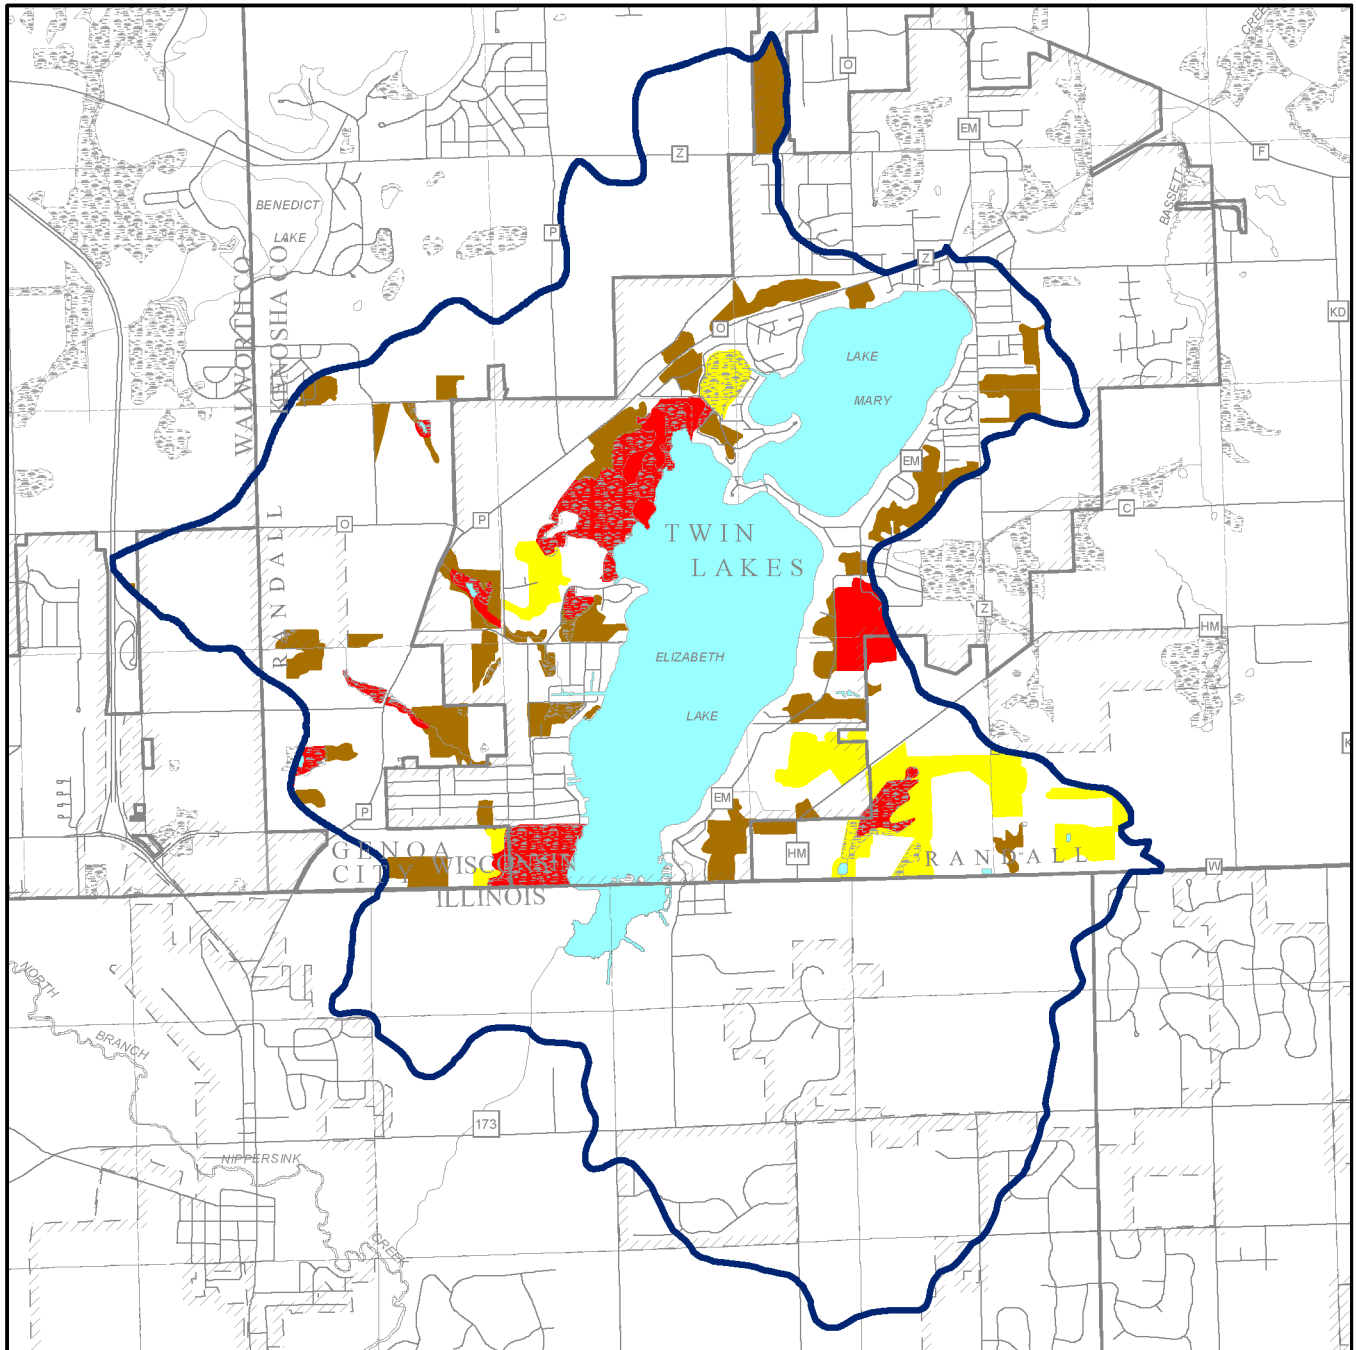 CREEK
O
EM
Z
F
BENEDICT
LAKE
P
BASSETT
Z
WALWORTH CO
KENOSHA CO
KD
O
LAKE
MARY
EM
P
O
C
TWIN
LAKES
RANDALL
Z
HM
ELIZABETH
LAKE
K
EM
P
HM
GENOA
CITY
WISCONSIN
RANDALL
W
ILLINOIS
NORTH
BRANCH
173
NIPPERSINK
CREEK